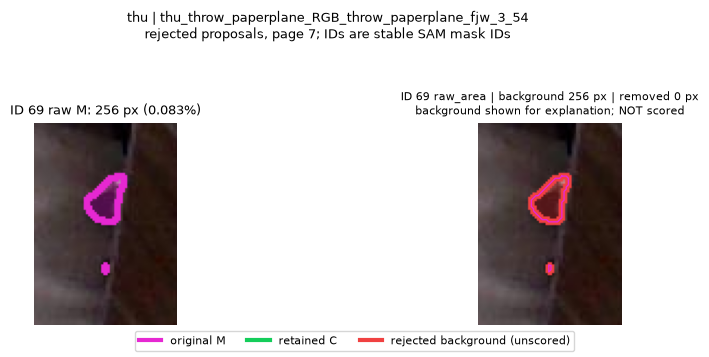 thu | thu_throw_paperplane_RGB_throw_paperplane_fjw_3_54
rejected proposals, page 7; IDs are stable SAM mask IDs
ID 69 raw M: 256 px (0.083%)
ID 69 raw_area | background 256 px | removed 0 px
background shown for explanation; NOT scored
original M
retained C
rejected background (unscored)